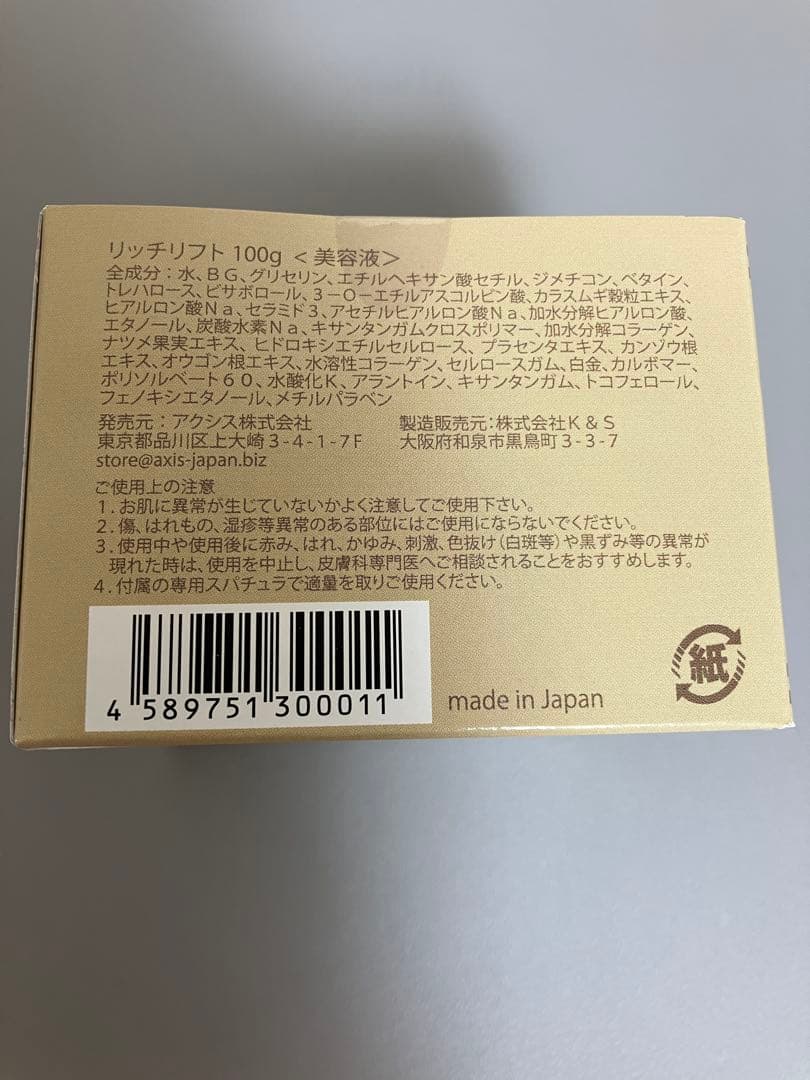 リッチリフト 100g < 美容液>
全成分：水、BG、グリセリン、エチルヘキサン酸セチル、ジメチコン、ベタイン、
トレハロース、ビサボロール、３－Ｏ－エチルアスコルビン酸、カラスムギ穀粒エキス、
ヒアルロン酸Ｎａ、セラミド３、アセチルヒアルロン酸Ｎａ、加水分解ヒアルロン酸、
エタノール、炭酸水素Ｎａ、キサンタンガムクロスポリマー、加水分解コラーゲン、
ナツメ果実エキス、ヒドロキシエチルセルロース、プラセンタエキス、カンゾウ根
エキス、オウゴン根エキス、水溶性コラーゲン、セルロースガム、白金、カルボマー、
ポリソルベート６０、水酸化Ｋ、アラントイン、キサンタンガム、トコフェロール、
フェノキシエタノール、メチルパラベン
発売元：アクシス株式会社
東京都品川区上大崎３-４-１-７Ｆ
store@axis-japan.biz
製造販売元：株式会社Ｋ＆Ｓ
大阪府和泉市黒鳥町３-３-７
ご使用上の注意
１．お肌に異常が生じていないかよく注意してご使用下さい。
２．傷、はれもの、湿疹等異常のある部位にはご使用にならないでください。
３．使用中や使用後に赤み、はれ、かゆみ、刺激、色抜け（白斑等）や黒ずみ等の異常が
現れた時は、使用を中止し、皮膚科専門医へご相談されることをおすすめします。
４．付属の専用スパチュラで適量を取りご使用ください。
4 589751 300011
made in Japan
紙